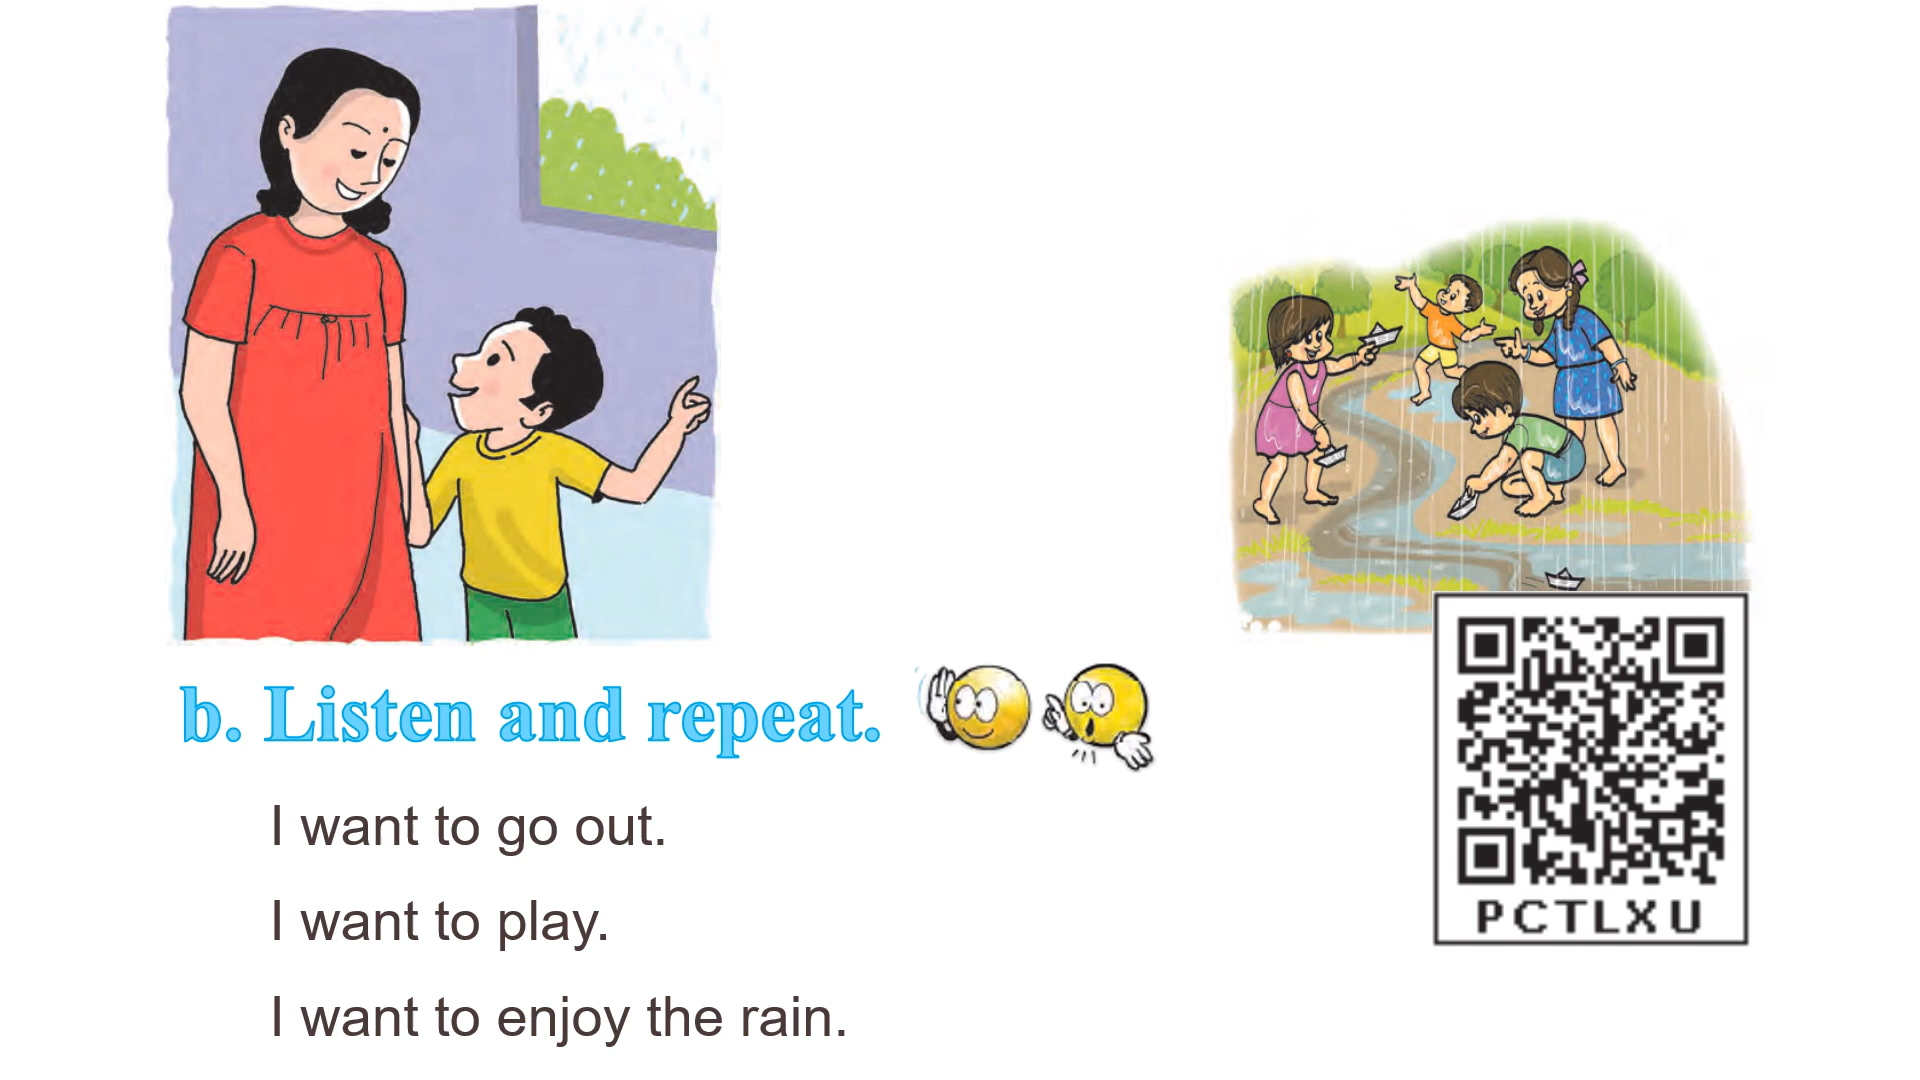 b. Listen and repeat.
I want to go out.
I want to play.
I want to enjoy the rain.
PCTLXU